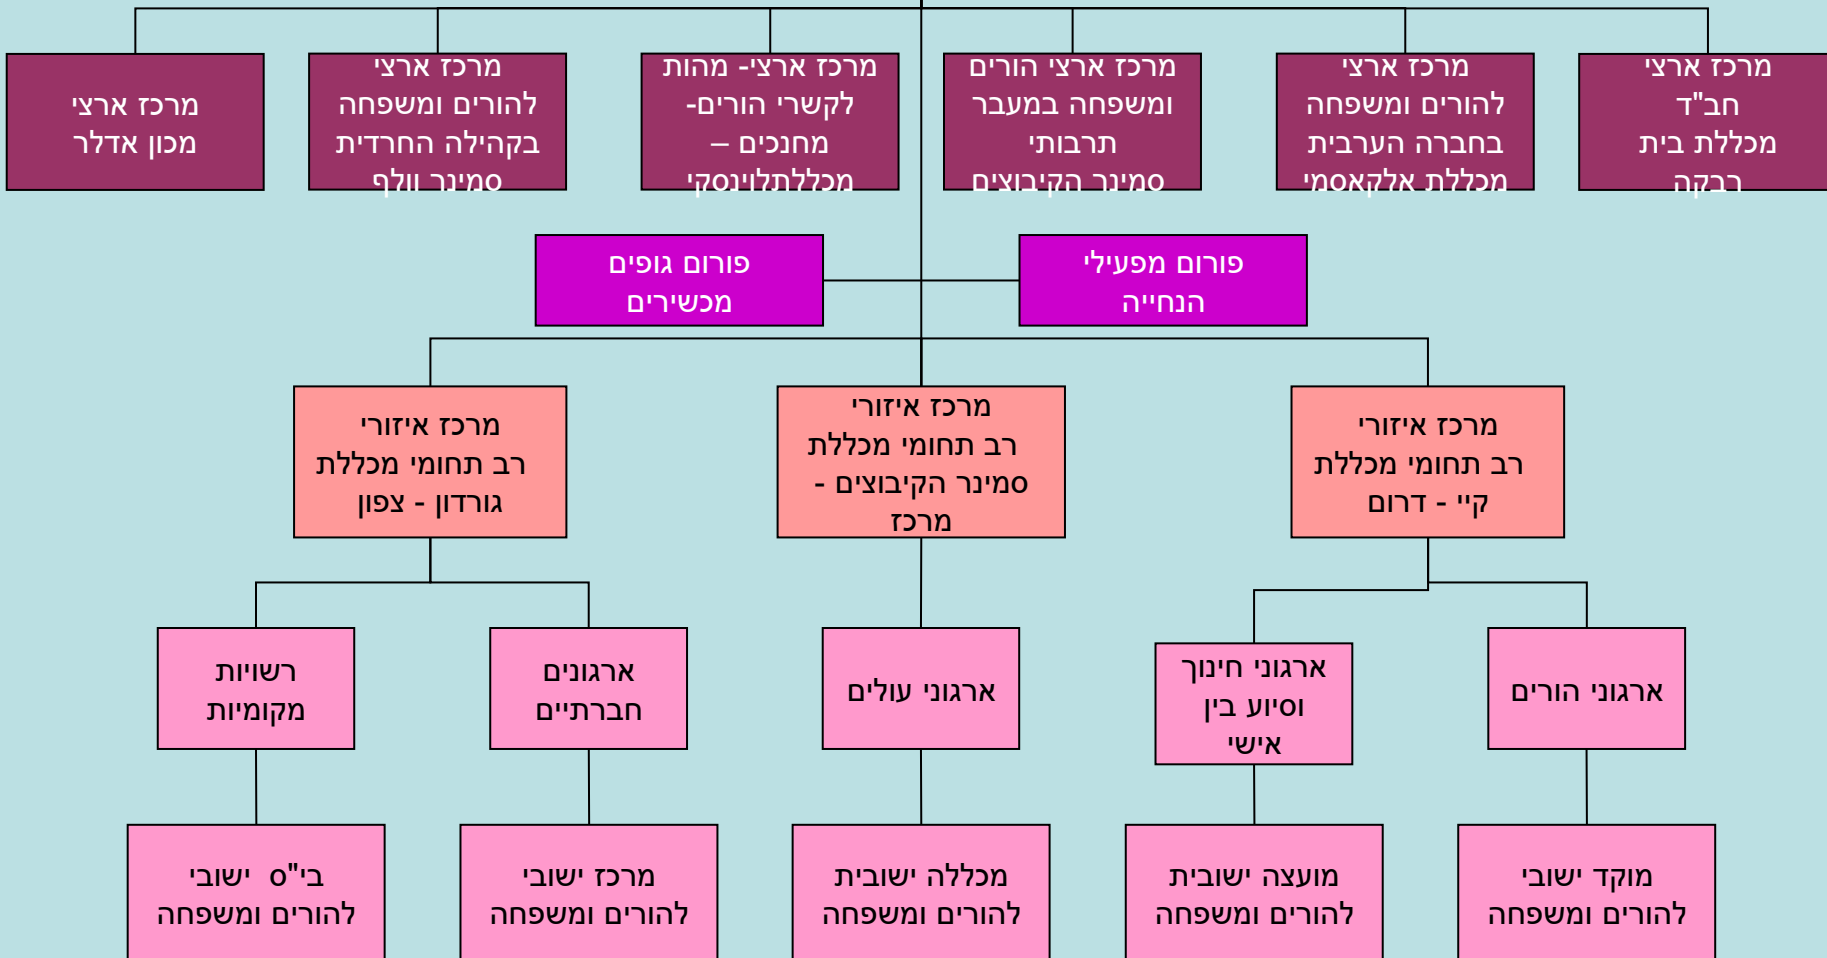 מרכז ארצי
חב"ד
מכללת בית
רבקה
מרכז ארצי
להורים ומשפחה
בחברה הערבית
מכללת אלקאסמי
מרכז ארצי הורים
ומשפחה במעבר
תרבותי
סמינר הקיבוצים
מרכז ארצי- מהות
לקשרי הורים-
מחנכים –
מכללתלוינסקי
מרכז ארצי
להורים ומשפחה
בקהילה החרדית
סמינר וולף
מרכז ארצי
מכון אדלר
פורום מפעילי
הנחייה
פורום גופים
מכשירים
מרכז איזורי
רב תחומי מכללת
קיי - דרום
מרכז איזורי
רב תחומי מכללת
סמינר הקיבוצים -
מרכז
מרכז איזורי
רב תחומי מכללת
גורדון - צפון
ארגוני הורים
ארגוני חינוך
וסיוע בין
אישי
ארגוני עולים
ארגונים
חברתיים
רשויות
מקומיות
מוקד ישובי
להורים ומשפחה
מועצה ישובית
להורים ומשפחה
מכללה ישובית
להורים ומשפחה
מרכז ישובי
להורים ומשפחה
בי"ס ישובי
להורים ומשפחה